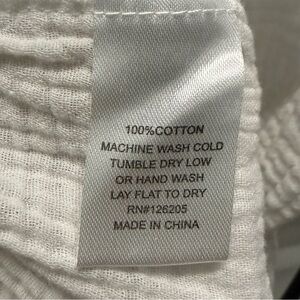 100%COTTON
MACHINE WASH COLD
TUMBLE DRY LOW
OR HAND WASH
LAY FLAT TO DRY
RN#126205
MADE IN CHINA